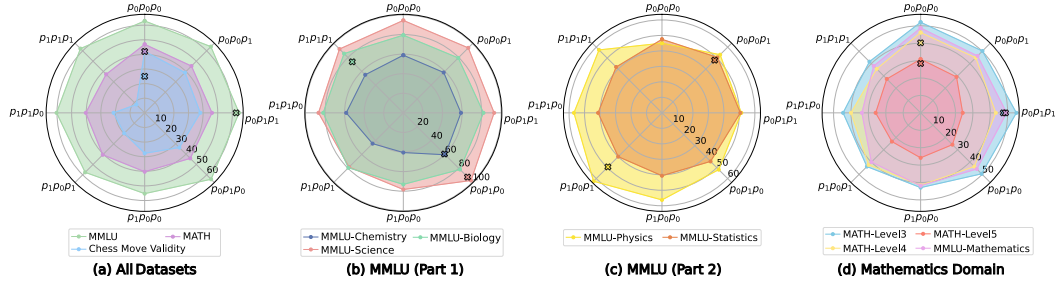 p₀p₀p₀
p₀p₀p₁
p₀p₁p₁
p₀p₁p₀
p₁p₀p₀
p₁p₀p₁
p₁p₁p₀
p₁p₁p₁
10
20
30
40
50
60
MMLU
MATH
Chess Move Validity
(a) All Datasets
p₀p₀p₀
p₀p₀p₁
p₀p₁p₁
p₀p₁p₀
p₁p₀p₀
p₁p₀p₁
p₁p₁p₀
p₁p₁p₁
20
40
60
80
100
MMLU-Chemistry
MMLU-Biology
MMLU-Science
(b) MMLU (Part 1)
p₀p₀p₀
p₀p₀p₁
p₀p₁p₁
p₀p₁p₀
p₁p₀p₀
p₁p₀p₁
p₁p₁p₀
p₁p₁p₁
10
20
30
40
50
60
MMLU-Physics
MMLU-Statistics
(c) MMLU (Part 2)
p₀p₀p₀
p₀p₀p₁
p₀p₁p₁
p₀p₁p₀
p₁p₀p₀
p₁p₀p₁
p₁p₁p₀
p₁p₁p₁
10
20
30
40
50
MATH-Level3
MATH-Level5
MATH-Level4
MMLU-Mathematics
(d) Mathematics Domain